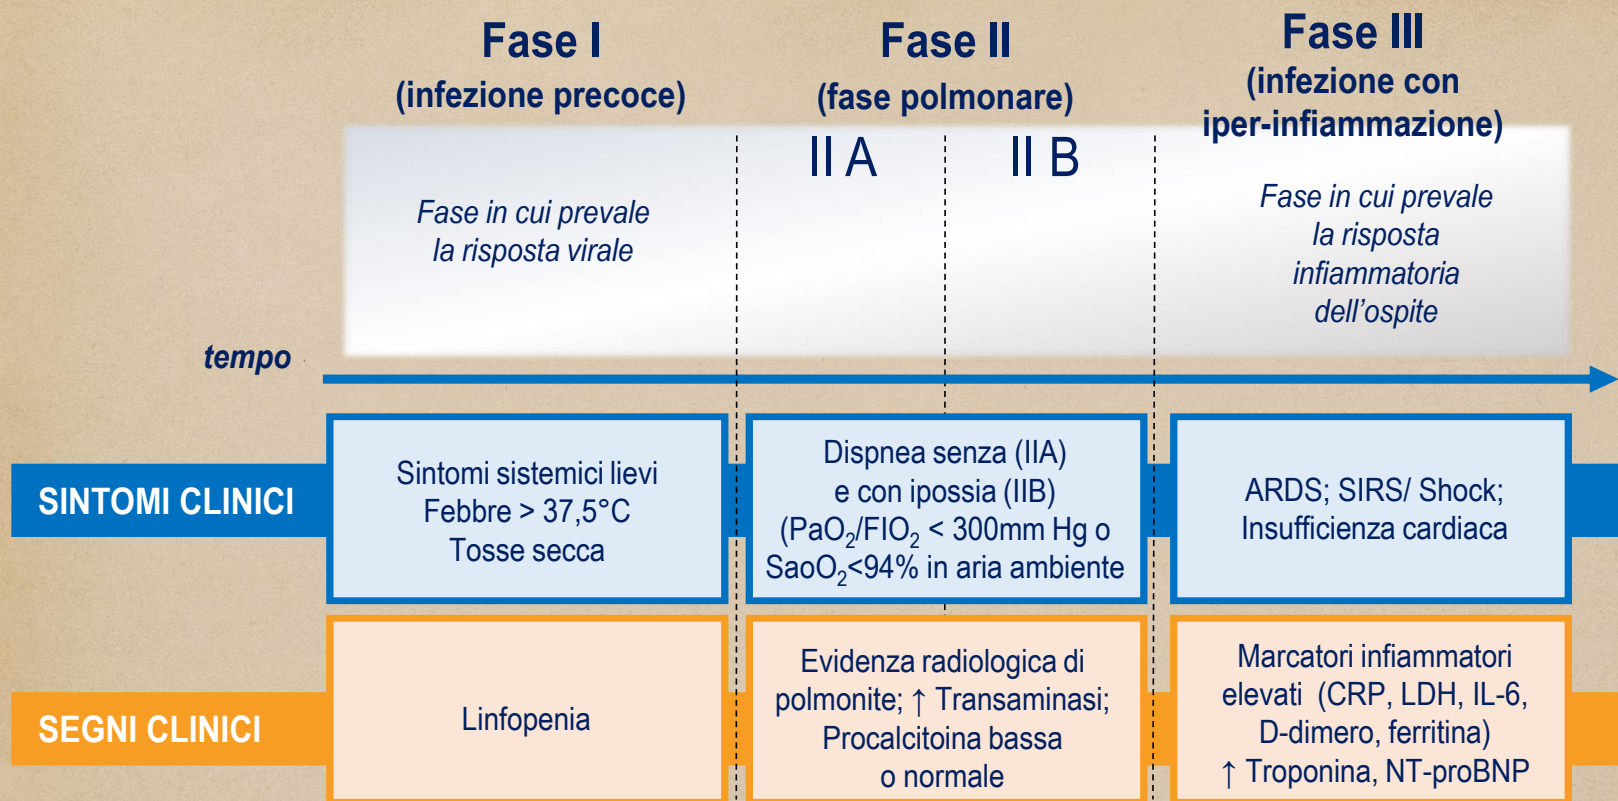 Fase I
(infezione precoce)
Fase II
(fase polmonare)
Fase III
(infezione con
iper-infiammazione)
II A
II B
Fase in cui prevale
la risposta virale
Fase in cui prevale
la risposta
infiammatoria
dell'ospite
tempo
SINTOMI CLINICI
Sintomi sistemici lievi
Febbre > 37,5°C
Tosse secca
Dispnea senza (IIA)
e con ipossia (IIB)
(PaO₂/FIO₂ < 300mm Hg o
SaoO₂<94% in aria ambiente
ARDS; SIRS/ Shock;
Insufficienza cardiaca
SEGNI CLINICI
Linfopenia
Evidenza radiologica di
polmonite; ↑ Transaminasi;
Procalcitoina bassa
o normale
Marcatori infiammatori
elevati (CRP, LDH, IL-6,
D-dimero, ferritina)
↑ Troponina, NT-proBNP